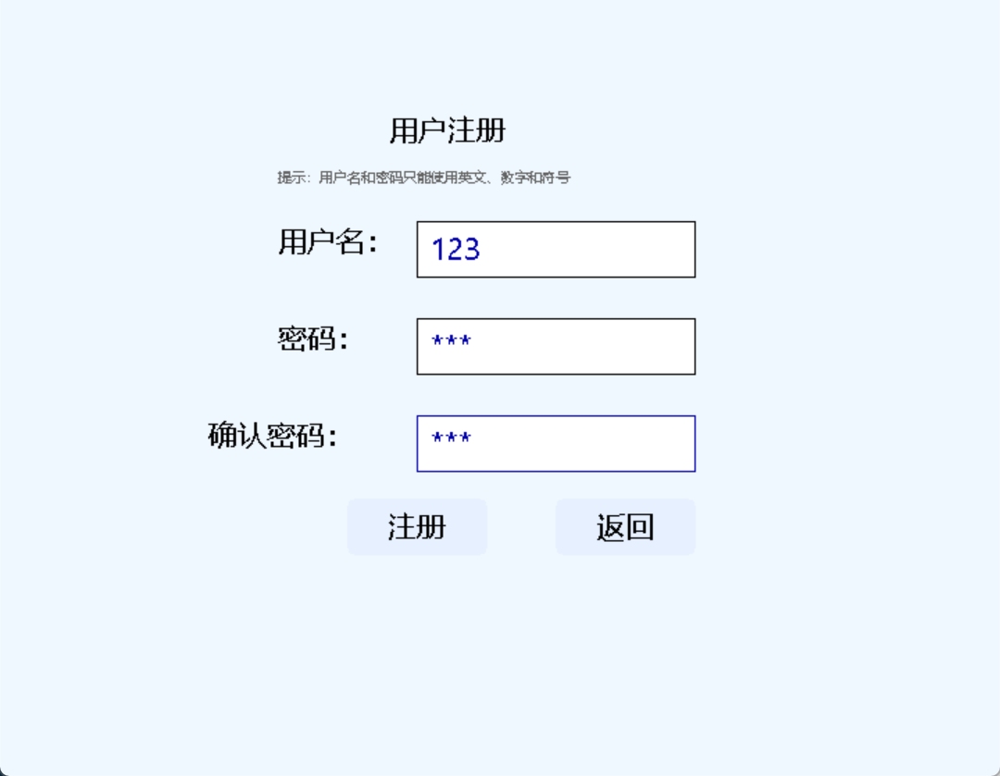 用户注册
提示：用户名和密码只能使用英文、数字和符号
用户名： 123
密码： ***
确认密码： ***
注册 返回